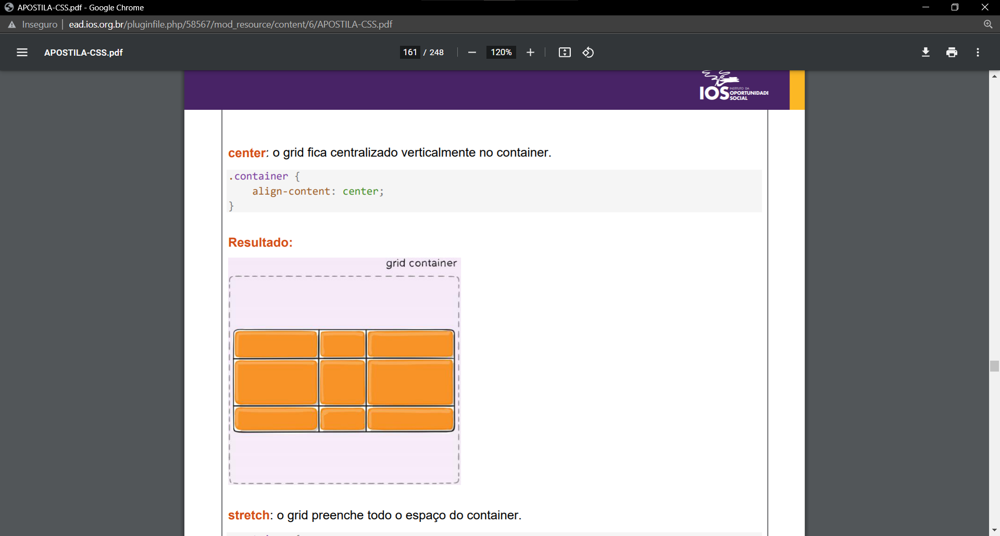 APOSTILA-CSS.pdf - Google Chrome
Inseguro | ead.ios.org.br/pluginfile.php/58567/mod_resource/content/6/APOSTILA-CSS.pdf
APOSTILA-CSS.pdf 161 / 248 120%
IOS INSTITUTO DA OPORTUNIDADE SOCIAL
center: o grid fica centralizado verticalmente no container.
.container {
align-content: center;
}
Resultado:
grid container
stretch: o grid preenche todo o espaço do container.